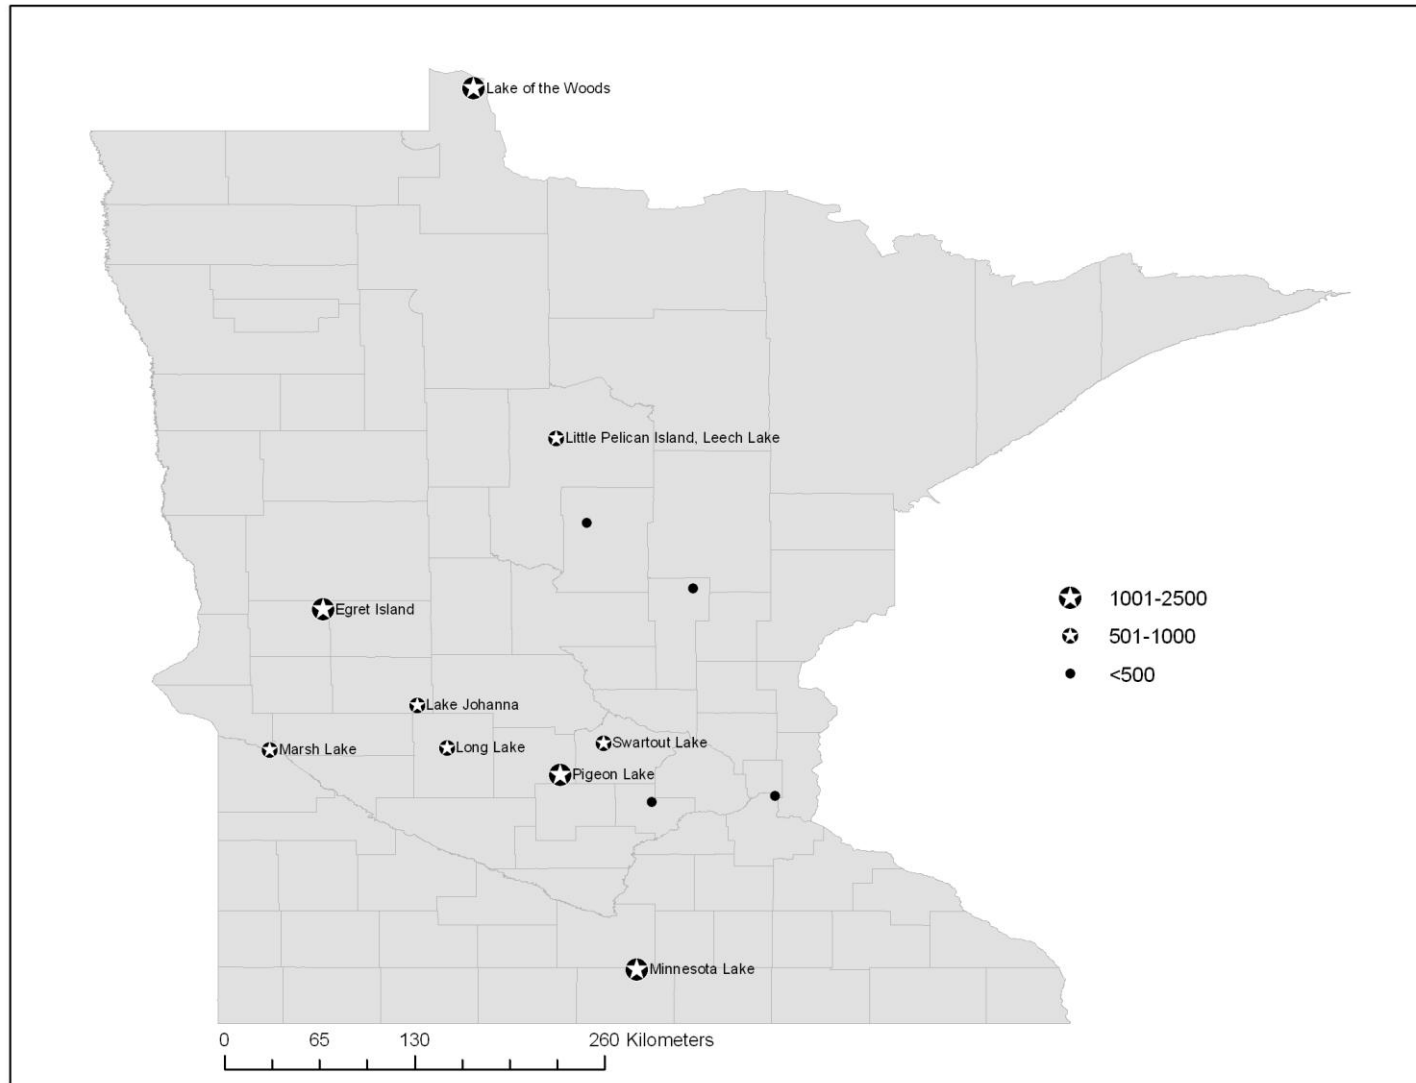 Lake of the Woods
Little Pelican Island, Leech Lake
Egret Island
1001-2500
501-1000
<500
Lake Johanna
Marsh Lake
Long Lake
Swartout Lake
Pigeon Lake
Minnesota Lake
0 65 130 260 Kilometers